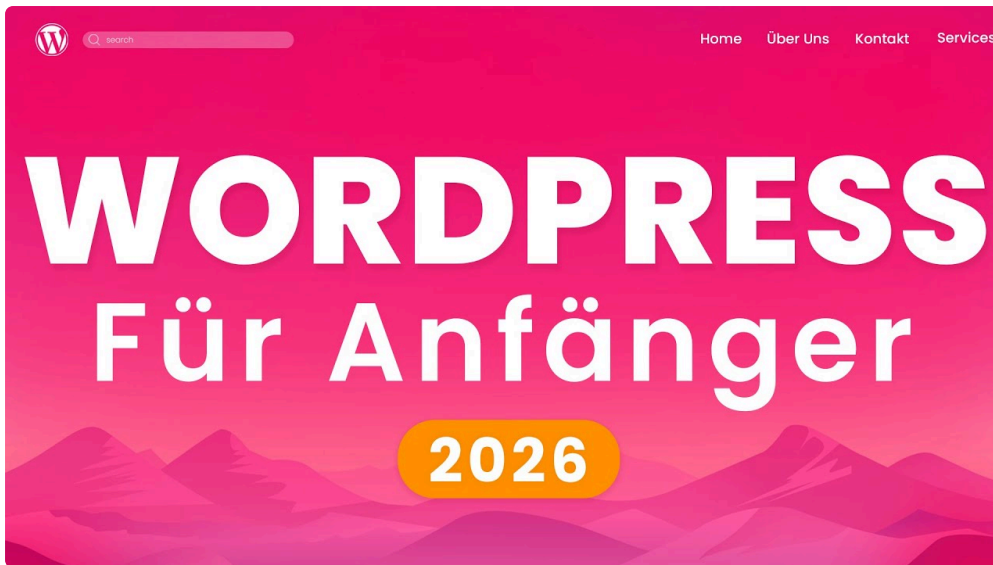 search
Home Über Uns Kontakt Services
WORDPRESS
Für Anfänger
2026